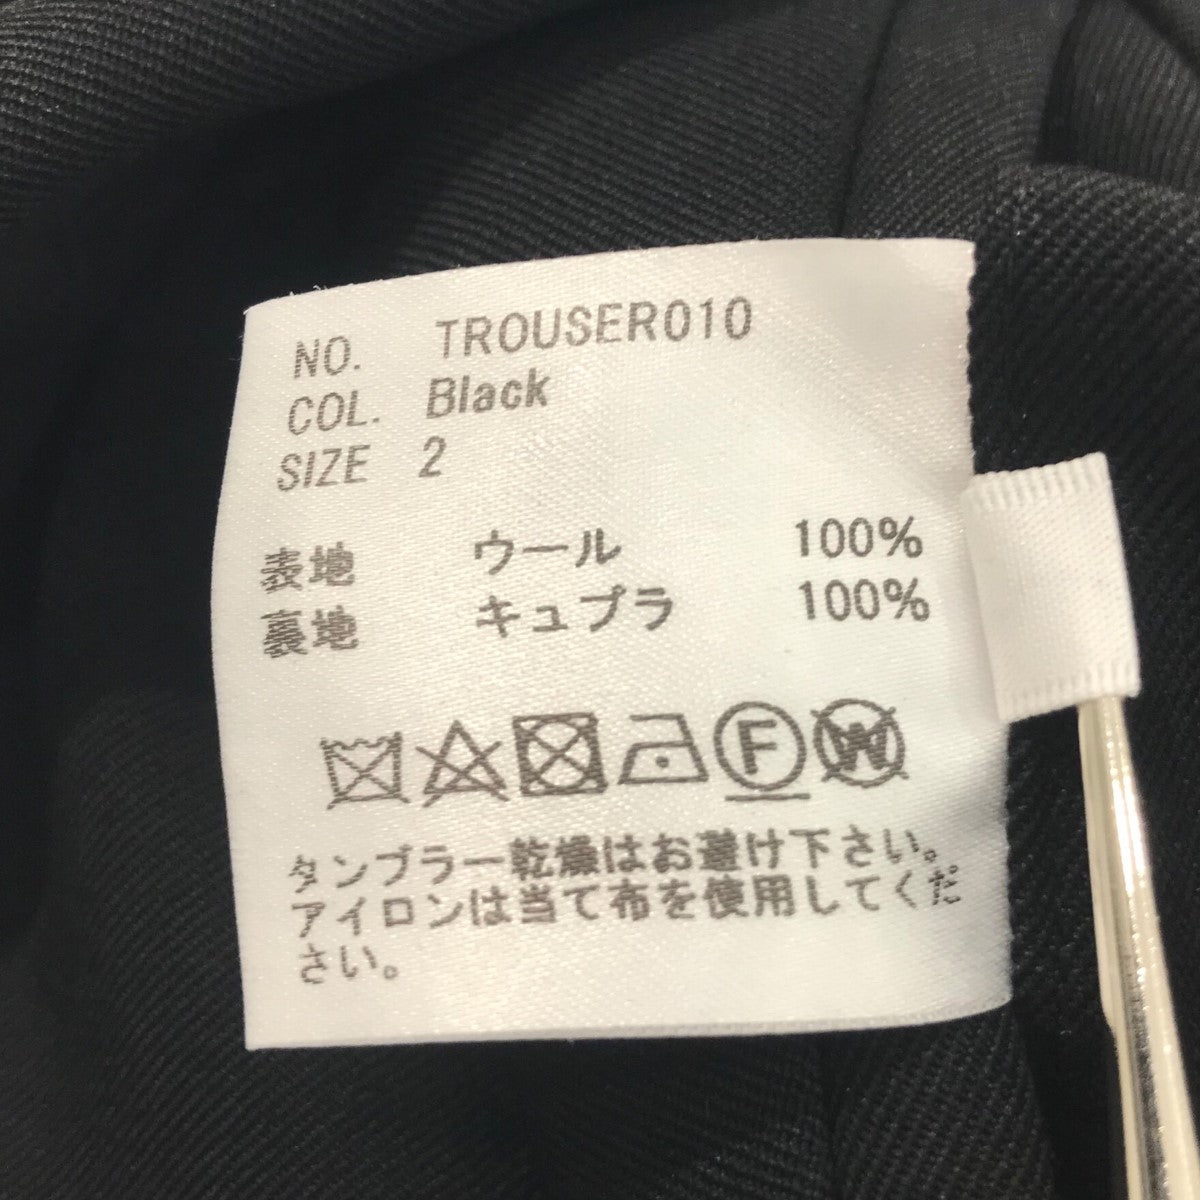 NO. TROUSER010
COL. Black
SIZE 2
表地 ウール 100%
裏地 キュプラ 100%
F W
タンブラー乾燥はお避け下さい。
アイロンは当て布を使用してくだ
さい。